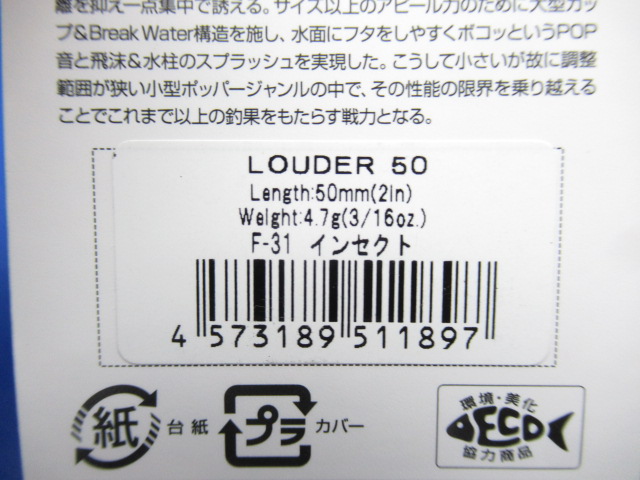 離を抑え一点集中で誘える。サイズ以上のアピール力のために大型カッ
プ&Break Water構造を施し、水面にフタをしやすくポコッというPOP
音と飛沫&水柱のスプラッシュを実現した。こうして小さいが故に調整
範囲が狭い小型ポッパージャンルの中で、その性能の限界を乗り越える
ことでこれまで以上の釣果をもたらす戦力となる。
LOUDER 50
Length:50mm(2in)
Weight:4.7g(3/16oz.)
F-31 インセクト
4 573189 511897
紙 台紙 プラ カバー
環境・美化
ECO
協力商品